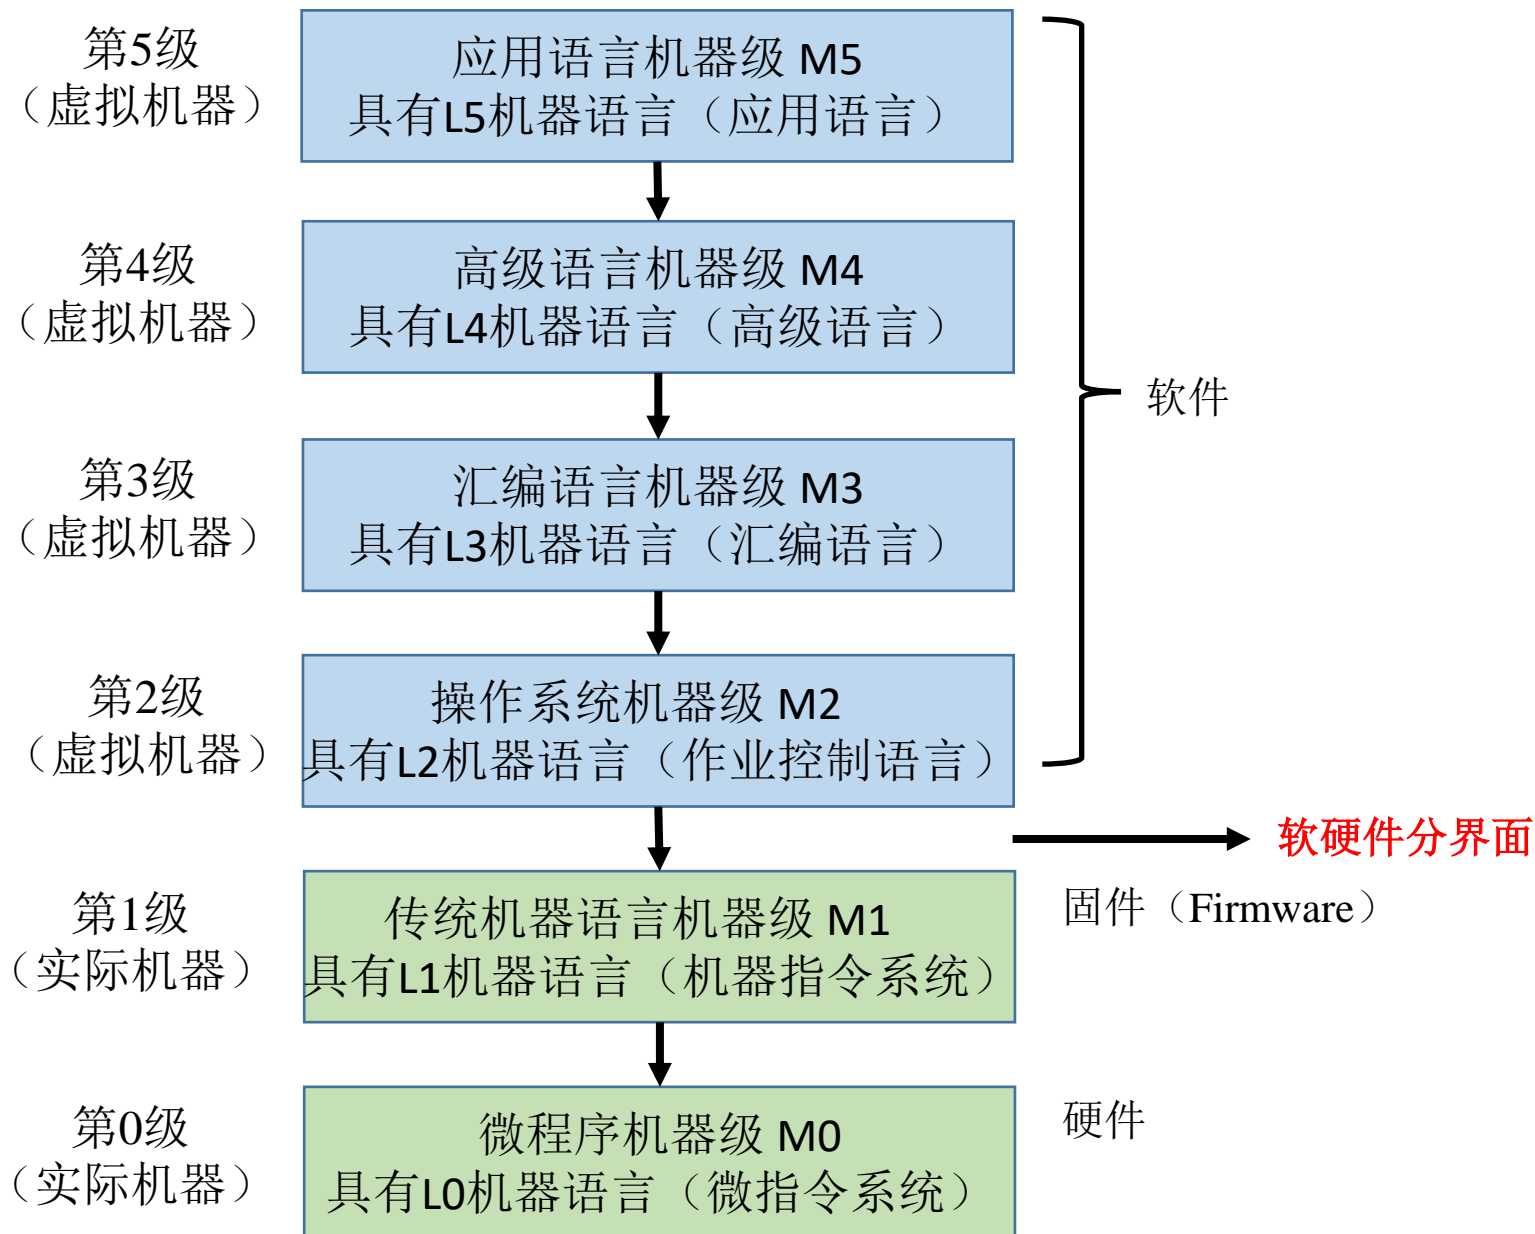 第5级
（虚拟机器）
应用语言机器级 M5
具有L5机器语言（应用语言）
第4级
（虚拟机器）
高级语言机器级 M4
具有L4机器语言（高级语言）
软件
第3级
（虚拟机器）
汇编语言机器级 M3
具有L3机器语言（汇编语言）
第2级
（虚拟机器）
操作系统机器级 M2
具有L2机器语言（作业控制语言）
软硬件分界面
第1级
（实际机器）
传统机器语言机器级 M1
具有L1机器语言（机器指令系统）
固件（Firmware）
第0级
（实际机器）
微程序机器级 M0
具有L0机器语言（微指令系统）
硬件